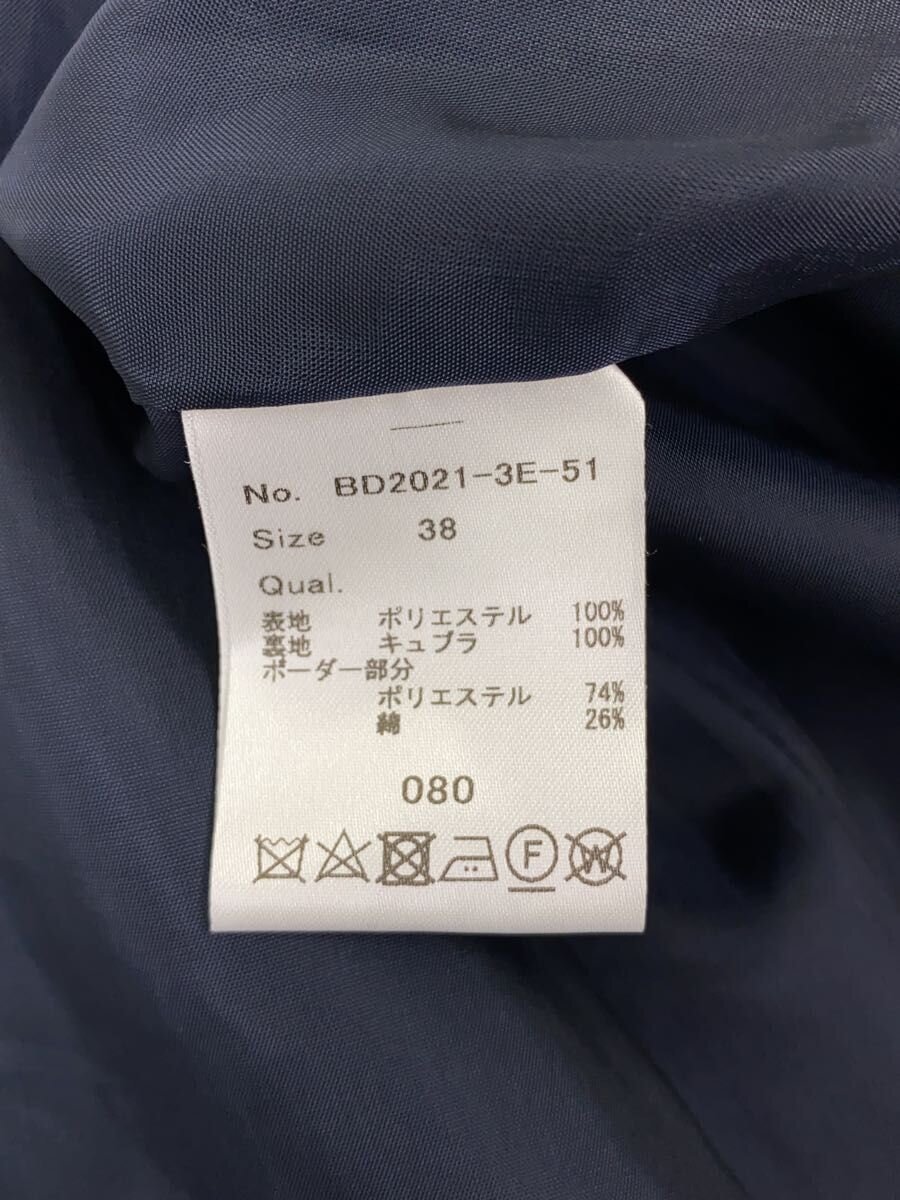 No. BD2021-3E-51
Size 38
Qual.
表地 ポリエステル 100%
裏地 キュプラ 100%
ボーダー部分
ポリエステル 74%
綿 26%
080
F W